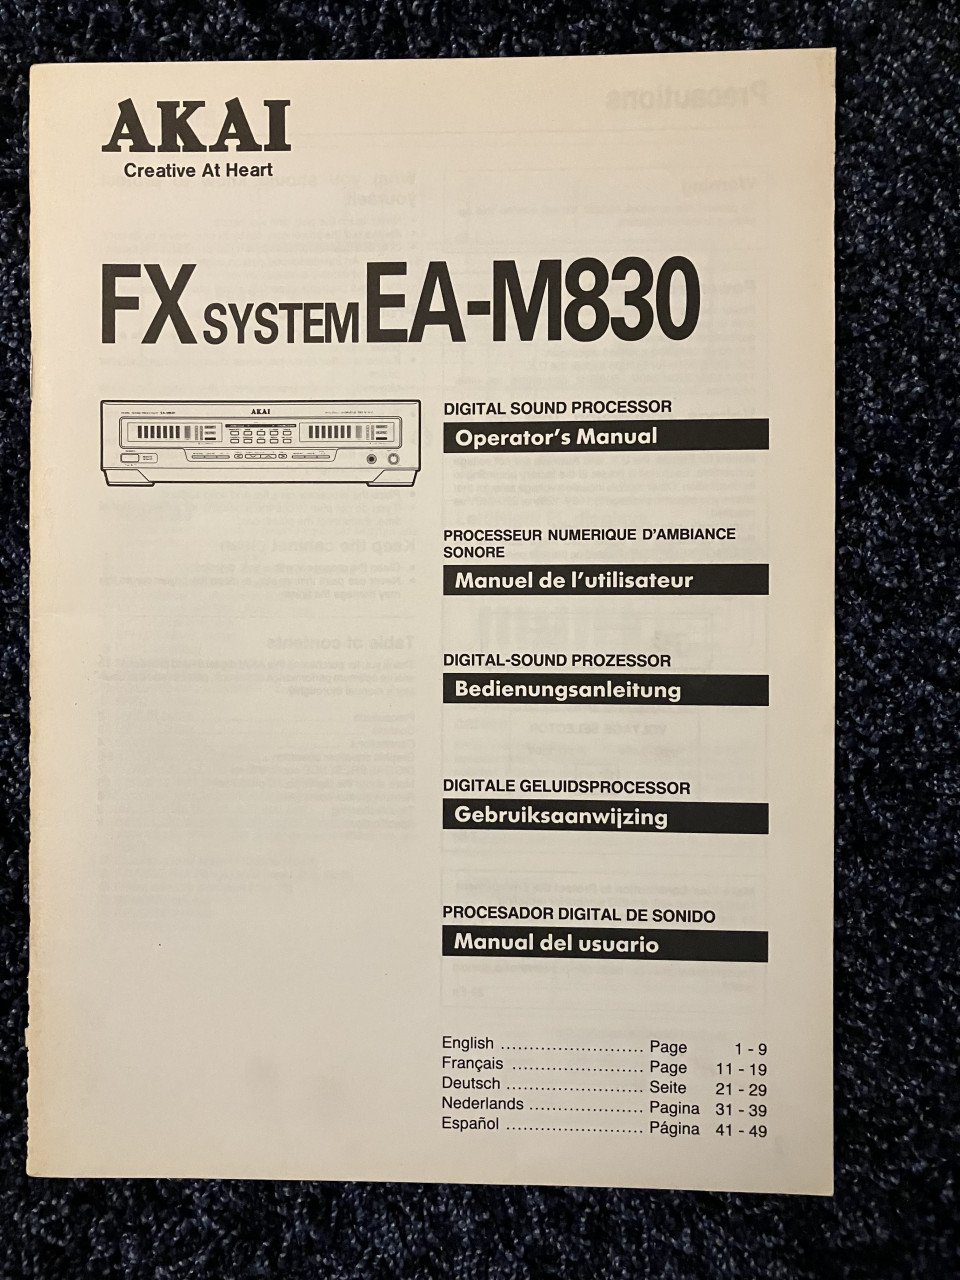 AKAI
Creative At Heart
FX SYSTEM EA-M830
AKAI
DIGITAL SOUND PROCESSOR
Operator's Manual
PROCESSEUR NUMERIQUE D'AMBIANCE
SONORE
Manuel de l'utilisateur
DIGITAL-SOUND PROZESSOR
Bedienungsanleitung
DIGITALE GELUIDSPROCESSOR
Gebruiksaanwijzing
PROCESADOR DIGITAL DE SONIDO
Manual del usuario
English ......................... Page 1 - 9
Français ....................... Page 11 - 19
Deutsch ........................ Seite 21 - 29
Nederlands .................... Pagina 31 - 39
Español ........................ Página 41 - 49